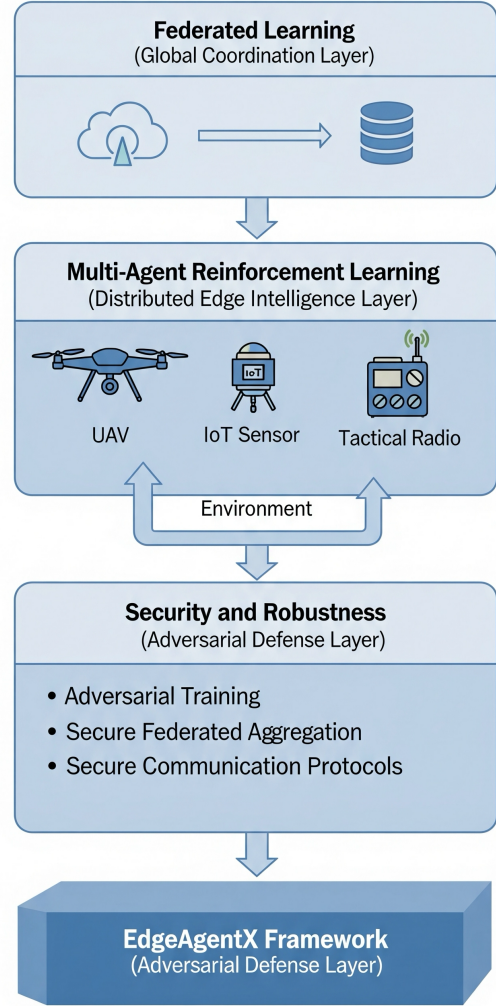 Federated Learning
(Global Coordination Layer)
Multi-Agent Reinforcement Learning
(Distributed Edge Intelligence Layer)
IoT
UAV
IoT Sensor
Tactical Radio
Environment
Security and Robustness
(Adversarial Defense Layer)
• Adversarial Training
• Secure Federated Aggregation
• Secure Communication Protocols
EdgeAgentX Framework
(Adversarial Defense Layer)